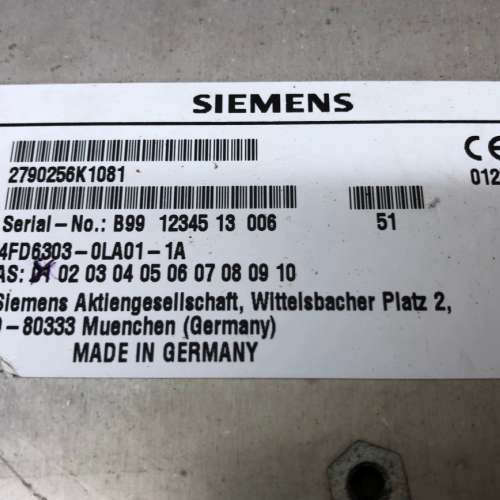 SIEMENS
2790256K1081
CE
012
Serial-No.: B99 12345 13 006 51
4FD6303-0LA01-1A
AS: 01 02 03 04 05 06 07 08 09 10
Siemens Aktiengesellschaft, Wittelsbacher Platz 2,
-80333 Muenchen (Germany)
MADE IN GERMANY